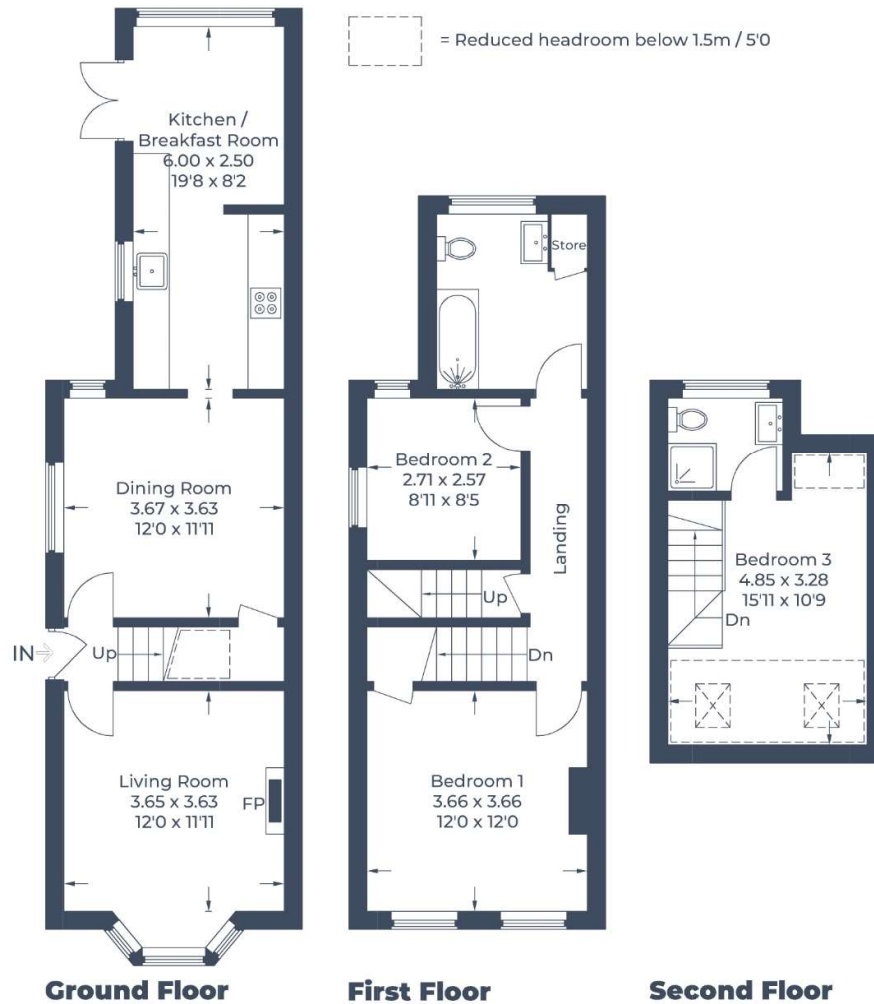 = Reduced headroom below 1.5m / 5'0
Kitchen /
Breakfast Room
6.00 x 2.50
19'8 x 8'2
Dining Room
3.67 x 3.63
12'0 x 11'11
IN
Up
Living Room
3.65 x 3.63
12'0 x 11'11
FP
Ground Floor
Store
Bedroom 2
2.71 x 2.57
8'11 x 8'5
Landing
Up
Dn
Bedroom 1
3.66 x 3.66
12'0 x 12'0
First Floor
Bedroom 3
4.85 x 3.28
15'11 x 10'9
Dn
Second Floor